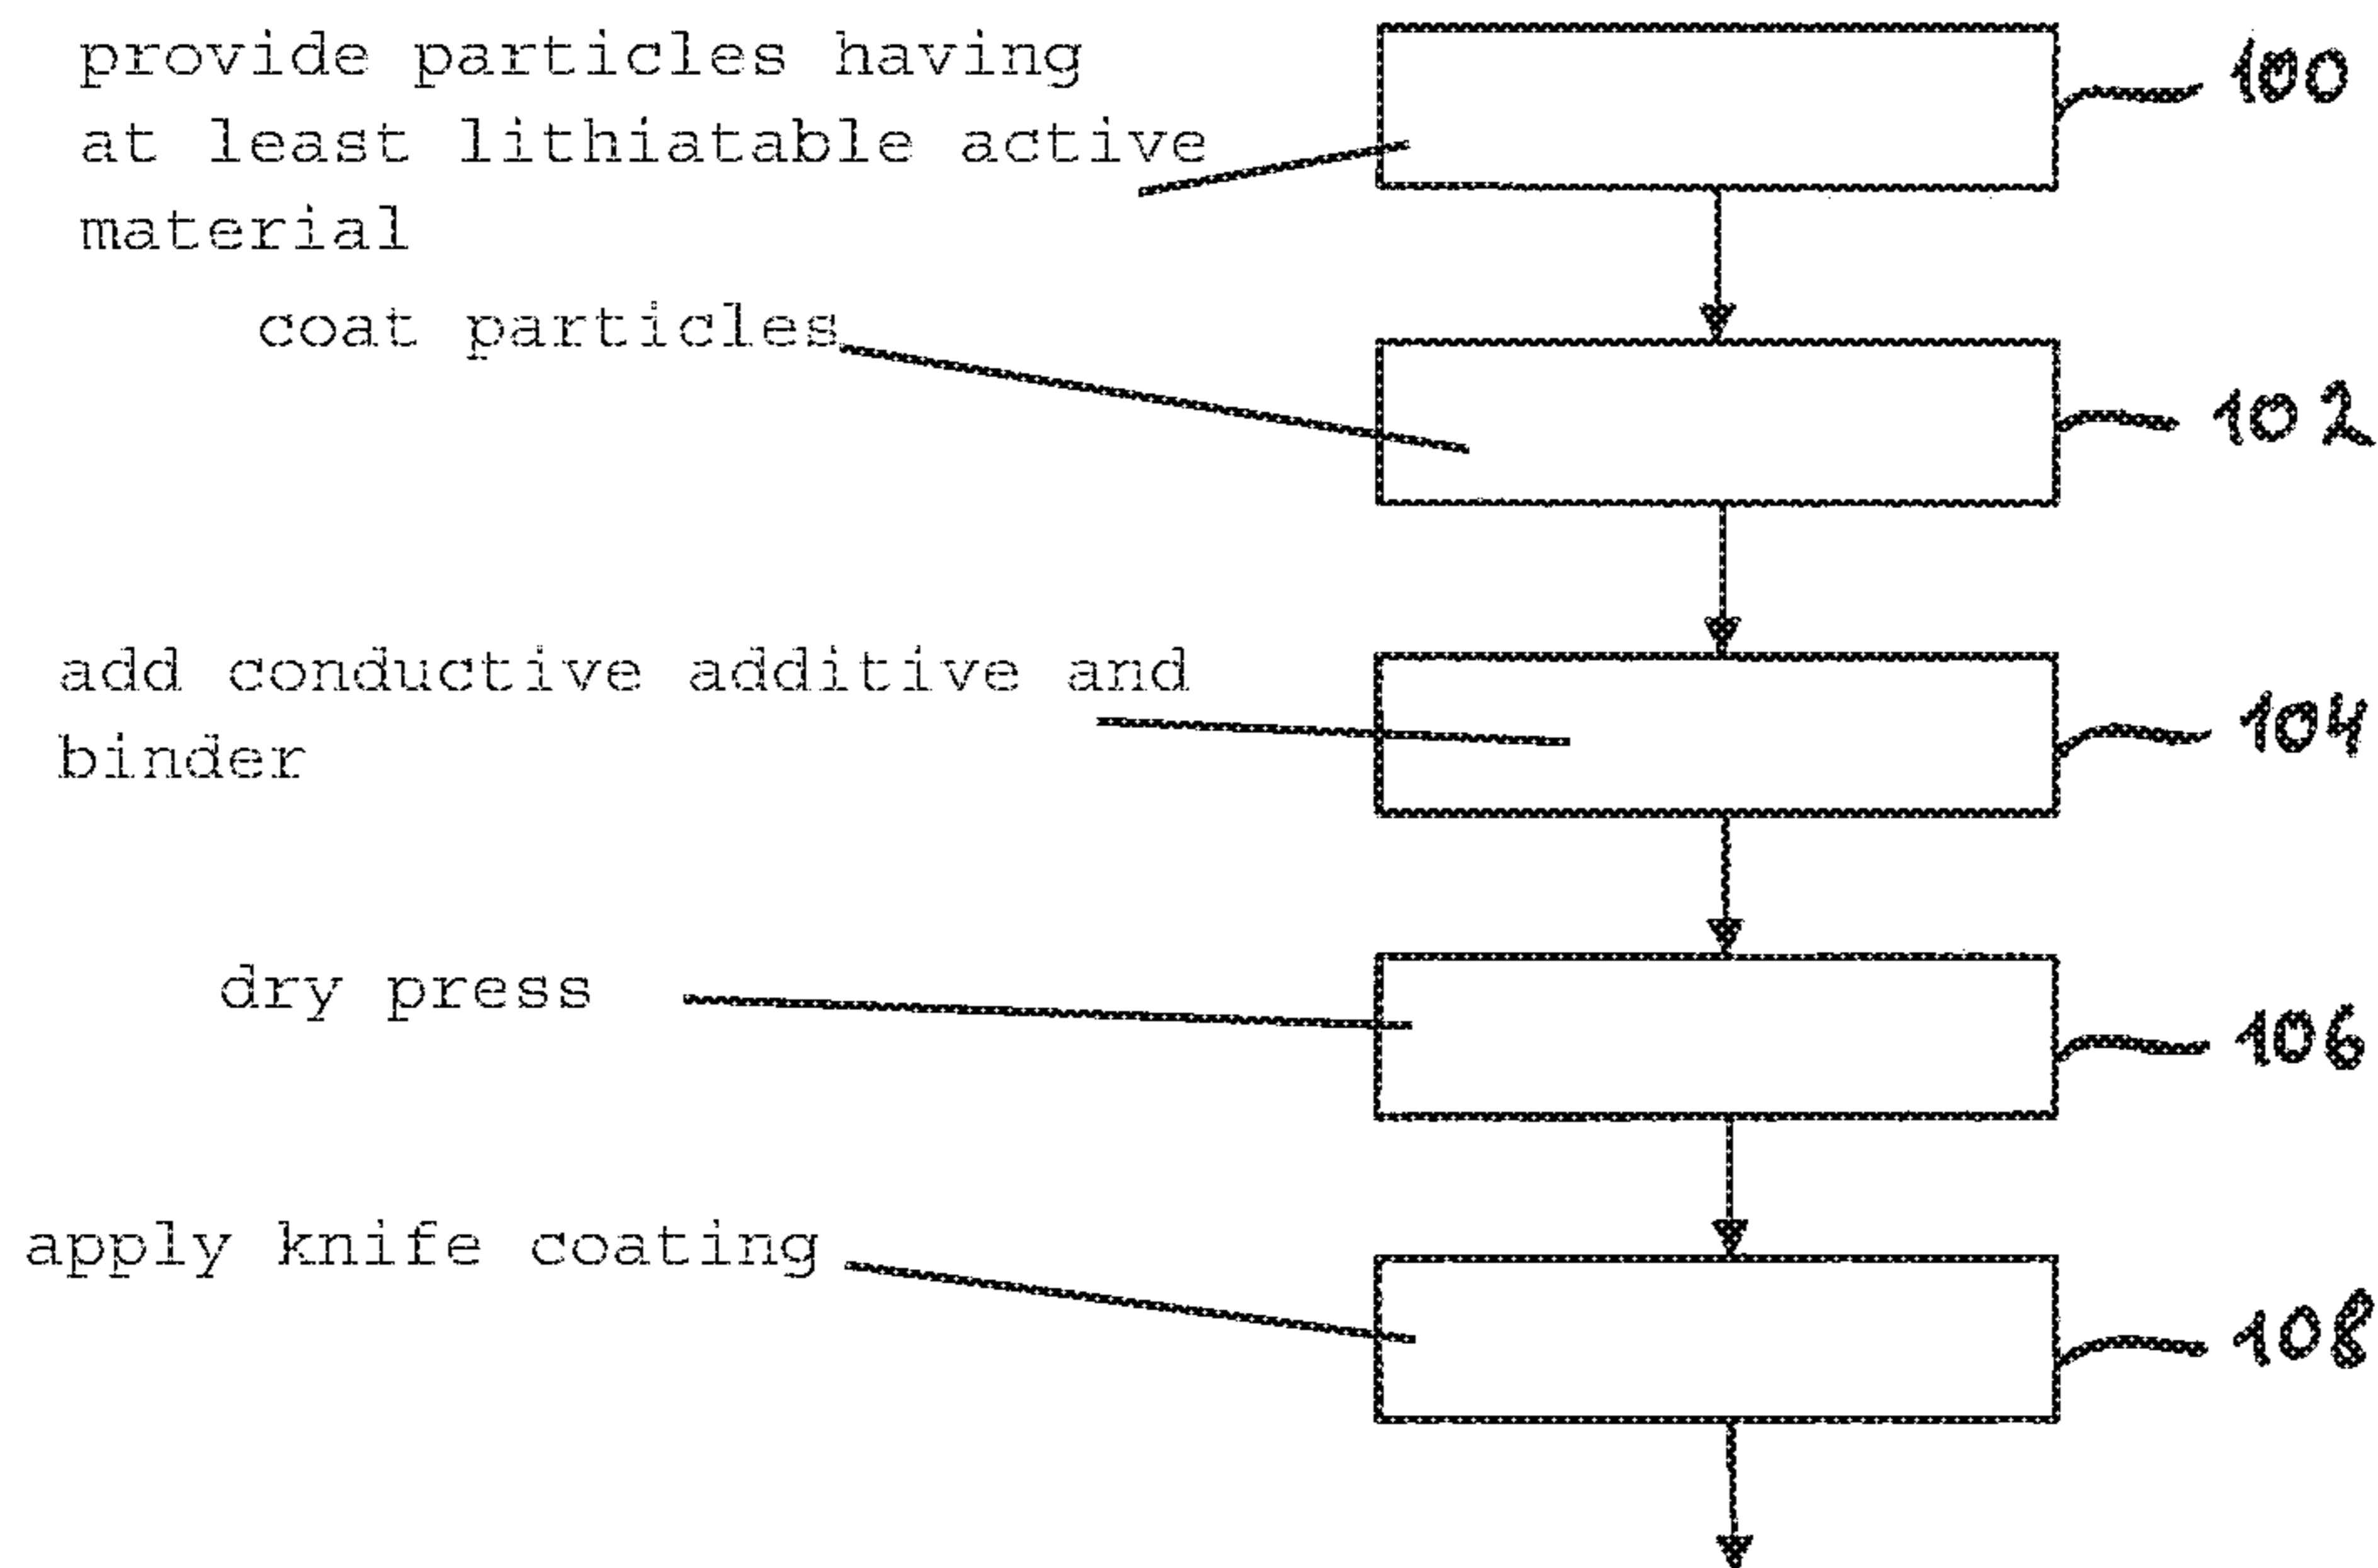 provide particles having
at least lithiatable active
material
100
coat particles
102
add conductive additive and
binder
104
dry press
106
apply knife coating
108